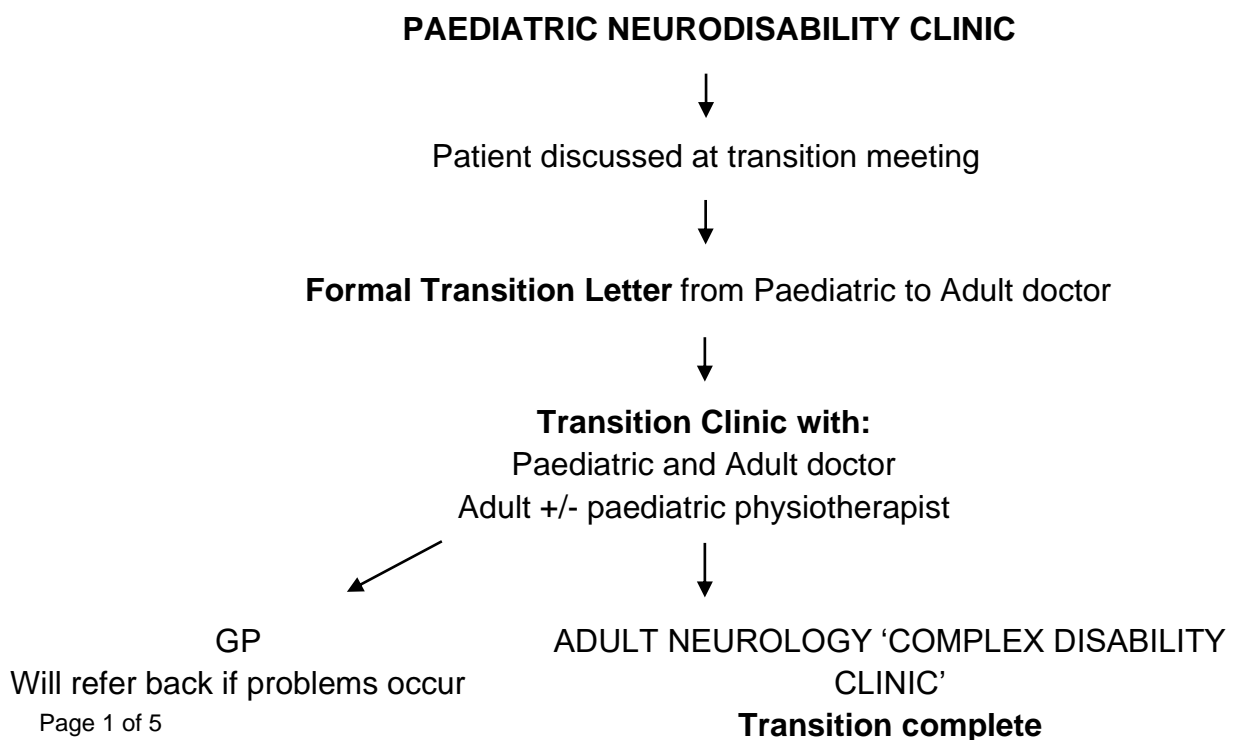 PAEDIATRIC NEURODISABILITY CLINIC
Patient discussed at transition meeting
Formal Transition Letter from Paediatric to Adult doctor
Transition Clinic with:
Paediatric and Adult doctor
Adult +/- paediatric physiotherapist
GP
Will refer back if problems occur
ADULT NEUROLOGY ‘COMPLEX DISABILITY
CLINIC’
Transition complete
Page 1 of 5